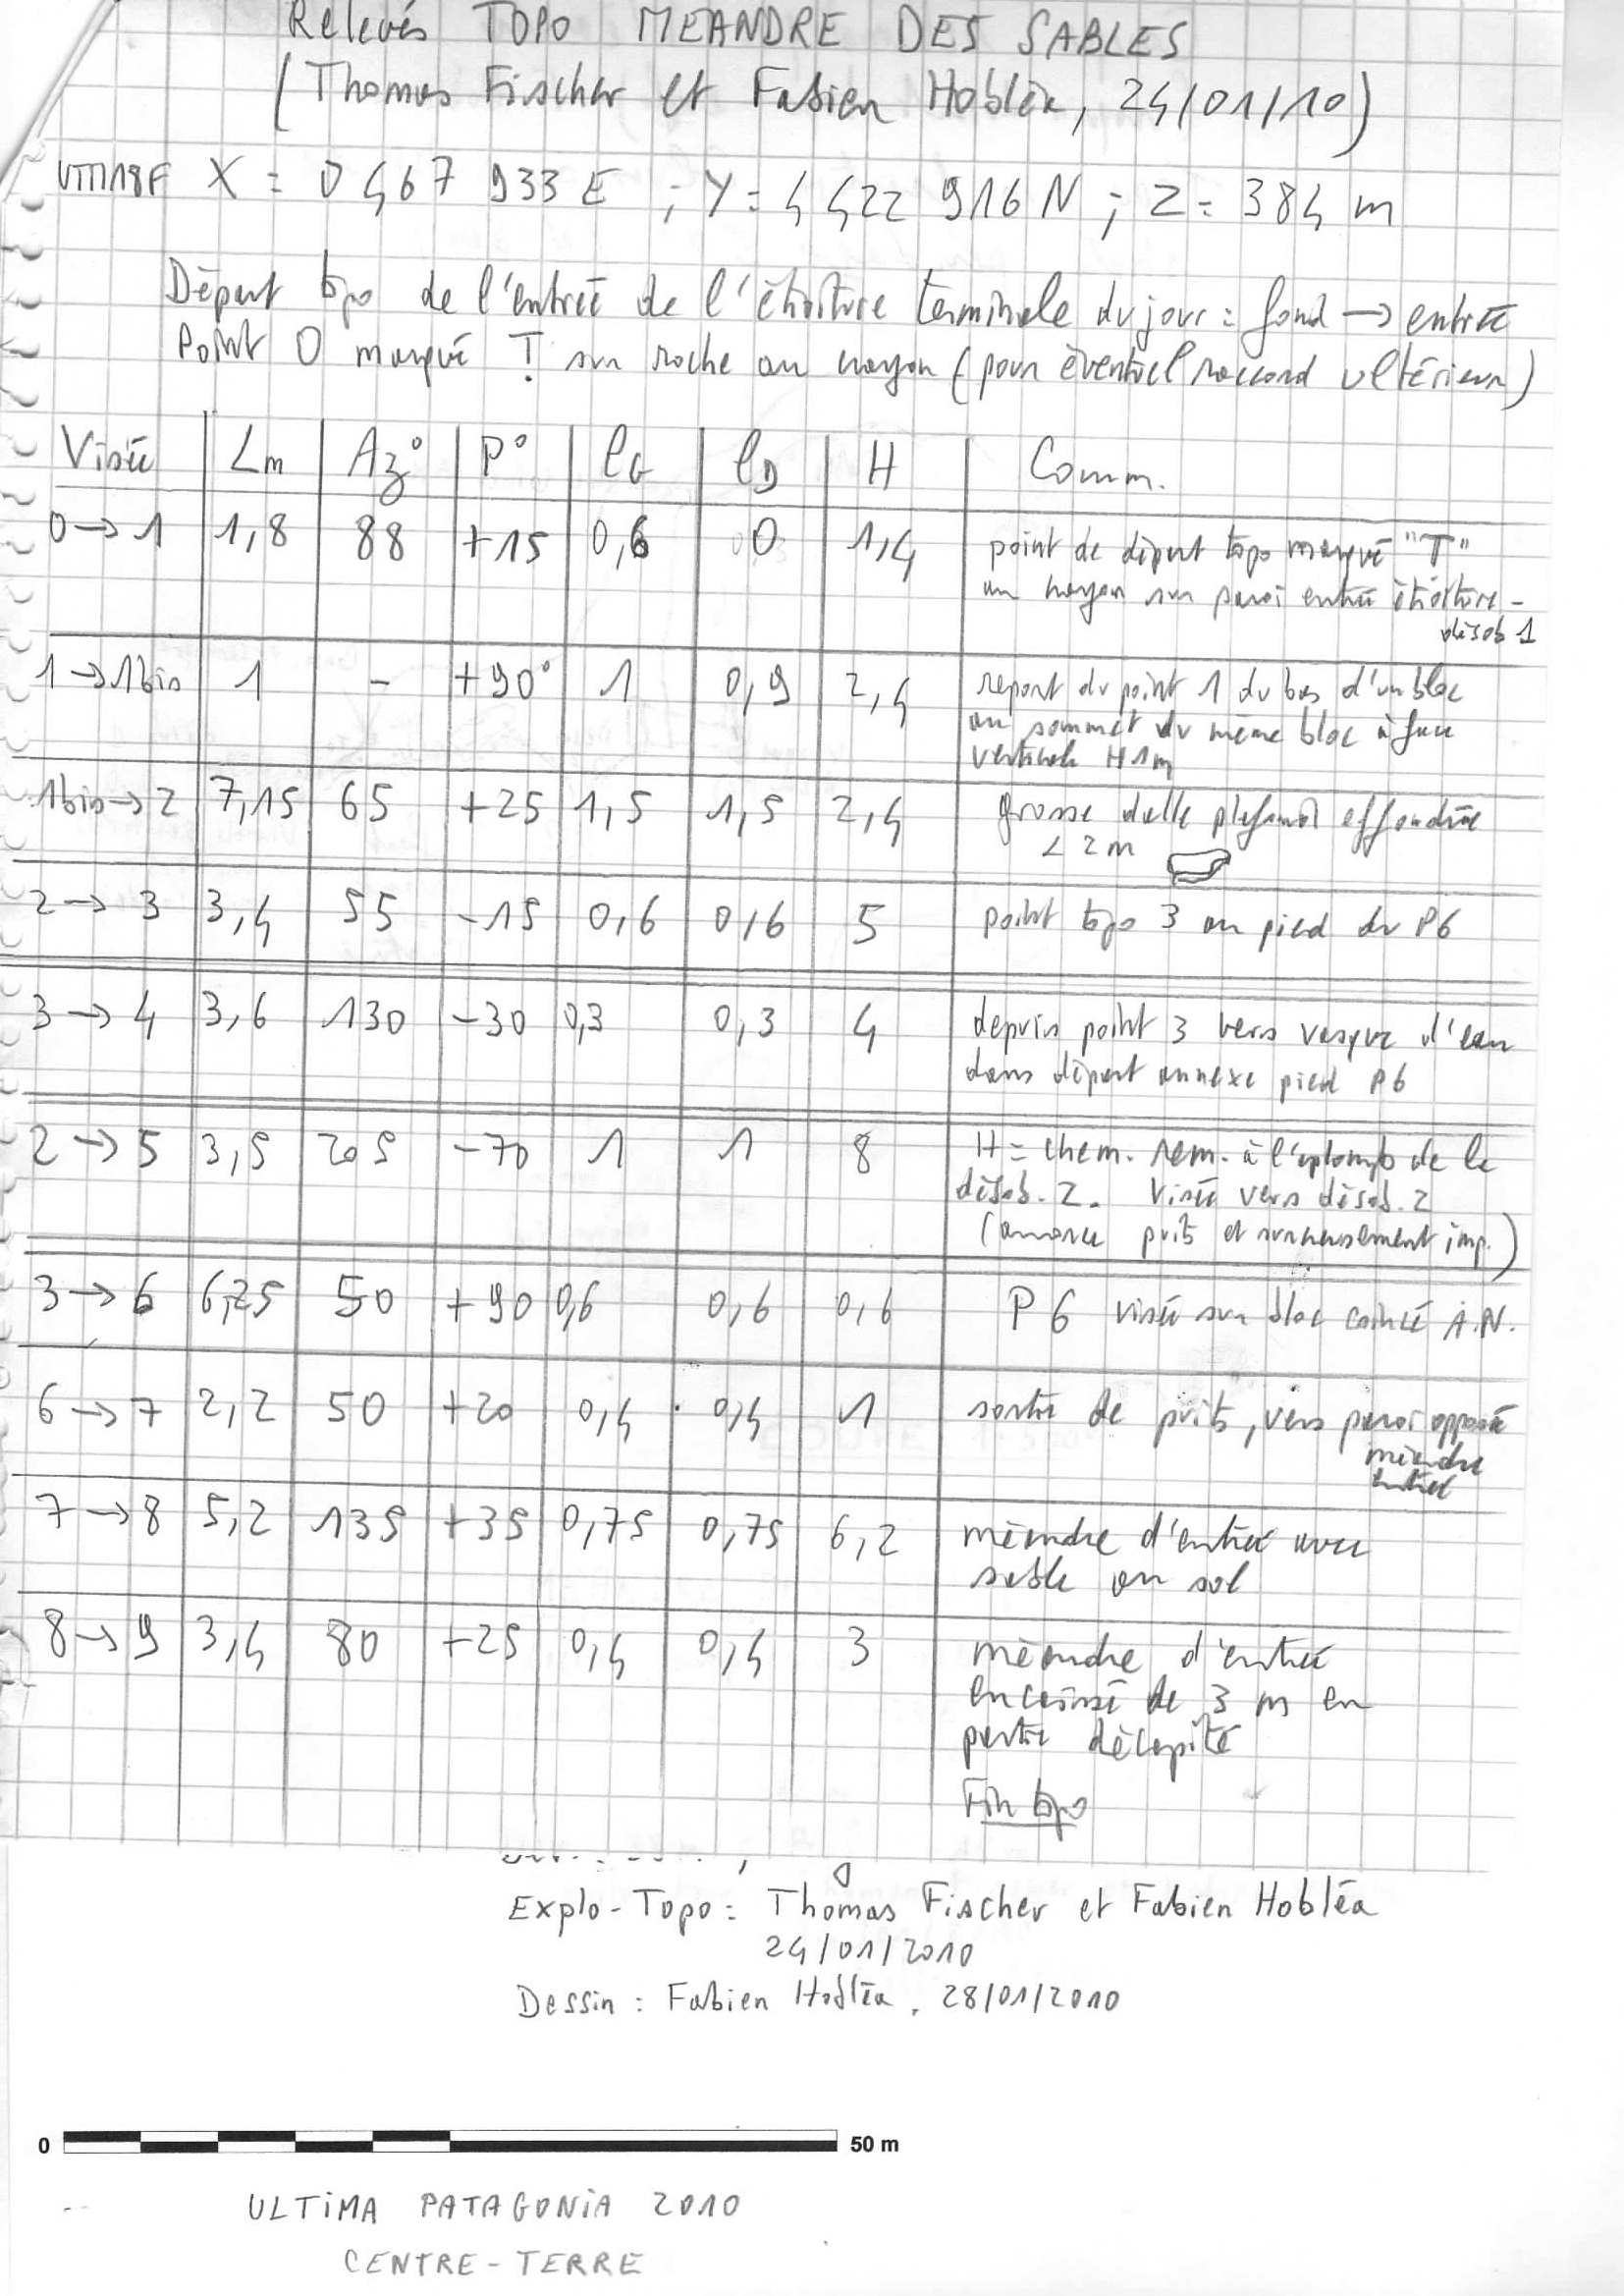 Relevés TOPO MEANDRE DES SABLES
(Thomas Fischer et Fabien Hobléa, 24/01/10)
UTM18F X = 0 467 933 E ; Y = 4 422 916 N ; Z = 384 m
Départ topo de l'entrée de l'étroiture terminale du jour : fond → entrée
Point 0 marqué T sur roche au crayon (pour éventuel raccord ultérieur)
Visée Lm Az° P° lG lD H Comm.
0 → 1 1,8 88 +15 0,6 0 1,4 point de départ topo marqué "T"
au crayon sur paroi entrée étroiture -
désob 1
1 → 1bis 1 - +90° 1 0,9 2,4 report du point 1 du bas d'un bloc
au sommet du même bloc à face
verticale H 1m
1bis → 2 7,15 65 +25 1,5 1,5 2,4 grosse dalle plafond effondrée
L 2 m
2 → 3 3,4 55 -15 0,6 0,6 5 point topo 3 au pied du P6
3 → 4 3,6 130 -30 0,3 0,3 4 depuis point 3 vers vasque d'eau
dans départ annexe pied P6
2 → 5 3,5 205 -70 1 1 8 H = chem. rem. à l'aplomb de la
désob. 2. Visée vers désob. 2
(amorce puits et surcreusement imp.)
3 → 6 6,25 50 +90 0,6 0,6 0,6 P6 visée sur bloc coincé A.N.
6 → 7 2,2 50 +20 0,4 0,4 1 sortie de puits, vers paroi opposée
méandre
entrée
7 → 8 5,2 135 +35 0,75 0,75 6,2 méandre d'entrée avec
sable au sol
8 → 9 3,4 80 +25 0,4 0,4 3 méandre d'entrée
encaissé de 3 m en
partie décapité
Fin topo
Explo-Topo : Thomas Fischer et Fabien Hobléa
24/01/2010
Dessin : Fabien Hobléa, 28/01/2010
0 50 m
ULTIMA PATAGONIA 2010
CENTRE-TERRE